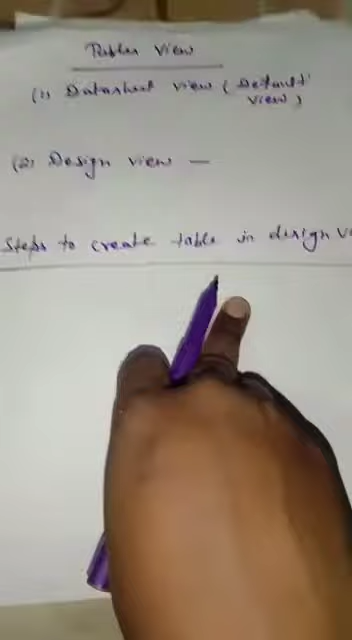 Tables View
(1) Datasheet view (Default
view)
(2) Design view —
Steps to create table in design v